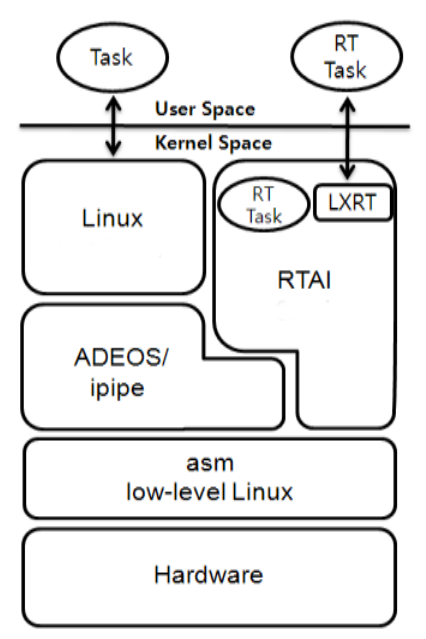 Task
RT
Task
User Space
Kernel Space
Linux
RT
Task
LXRT
RTAI
ADEOS/
ipipe
asm
low-level Linux
Hardware